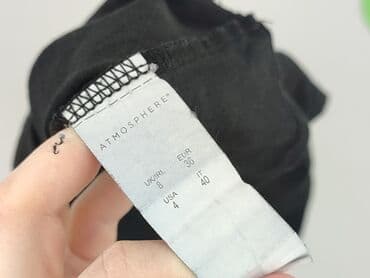 ATMOSPHERE®
UK/IRL EUR
8 36
USA IT
4 40